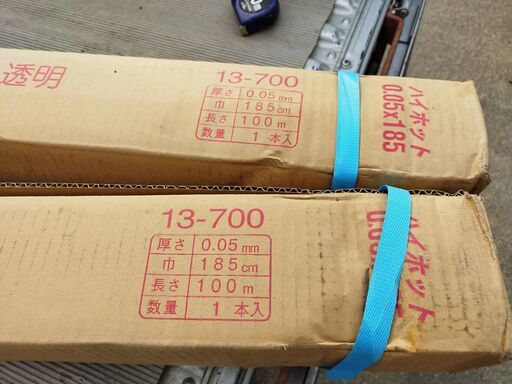 透明
13-700
厚さ 0.05mm
巾 185cm
長さ 100m
数量 1本入
ハイホット
0.05×185
13-700
厚さ 0.05mm
巾 185cm
長さ 100m
数量 1本入
ハイホット